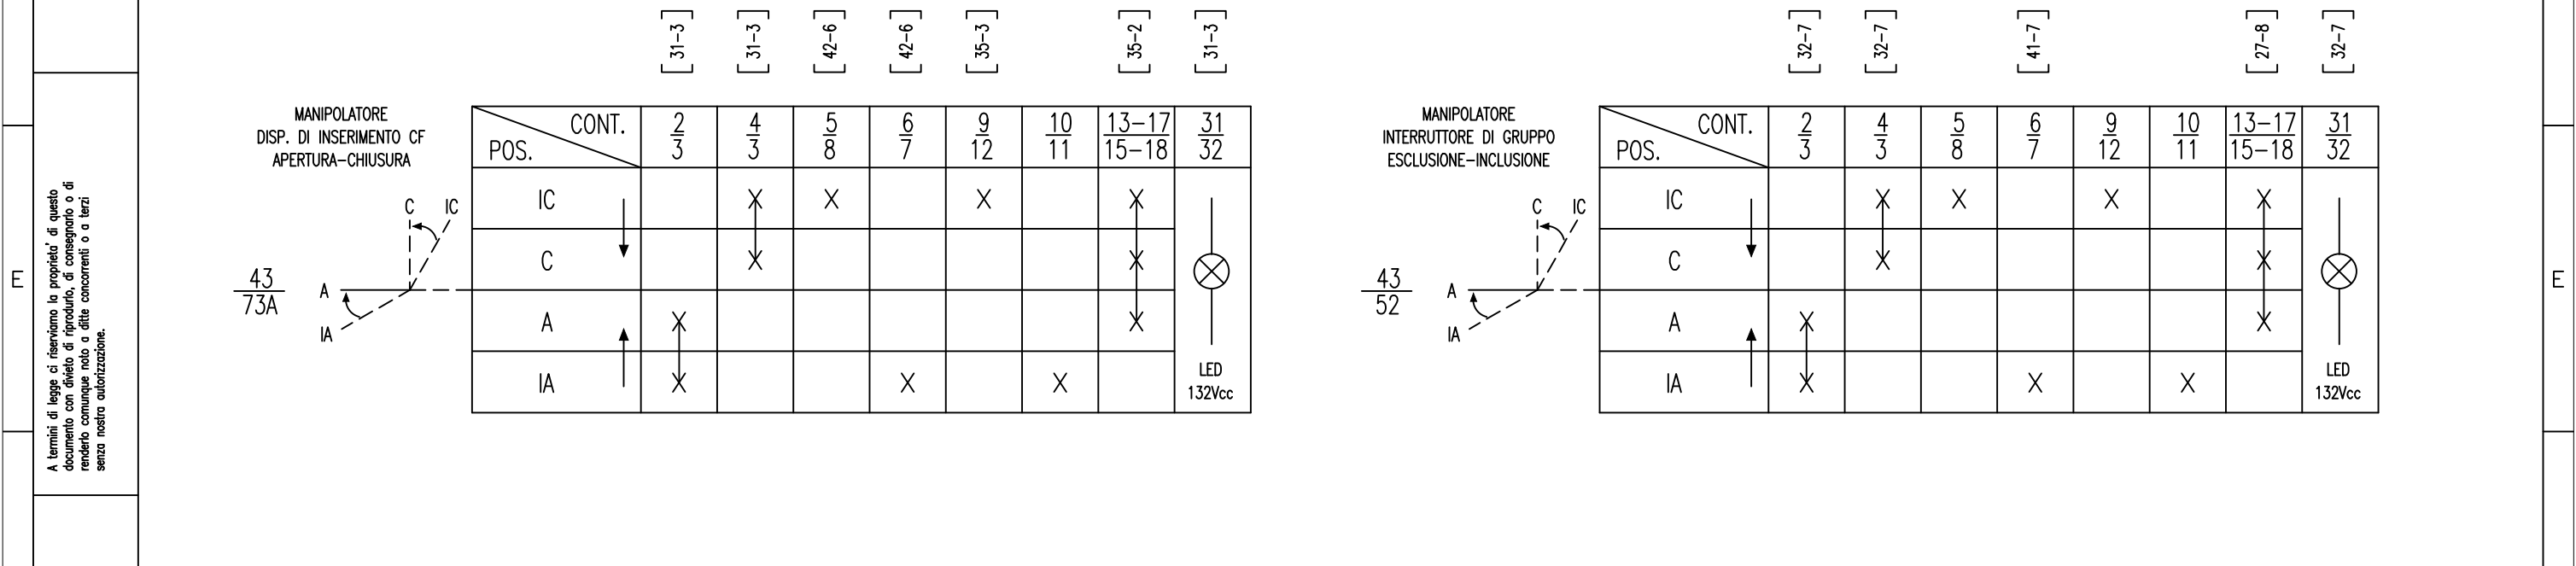 [31-3] [31-3] [42-6] [42-6] [35-3] [35-2] [31-3]
MANIPOLATORE
DISP. DI INSERIMENTO CF
APERTURA-CHIUSURA
CONT. 2/3 4/3 5/8 6/7 9/12 10/11 13-17/15-18 31/32
POS.
IC X X X X
C X X
A X X
IA X X X
LED
132Vcc
C IC
43/73A
A
IA
[32-7] [32-7] [41-7] [27-8] [32-7]
MANIPOLATORE
INTERRUTTORE DI GRUPPO
ESCLUSIONE-INCLUSIONE
CONT. 2/3 4/3 5/8 6/7 9/12 10/11 13-17/15-18 31/32
POS.
IC X X X X
C X X
A X X
IA X X X
LED
132Vcc
C IC
43/52
A
IA
E
E
A termini di legge ci riserviamo la proprieta' di questo
documento con divieto di riprodurlo, di consegnarlo o di
renderlo comunque noto a ditte concorrenti o a terzi
senza nostra autorizzazione.